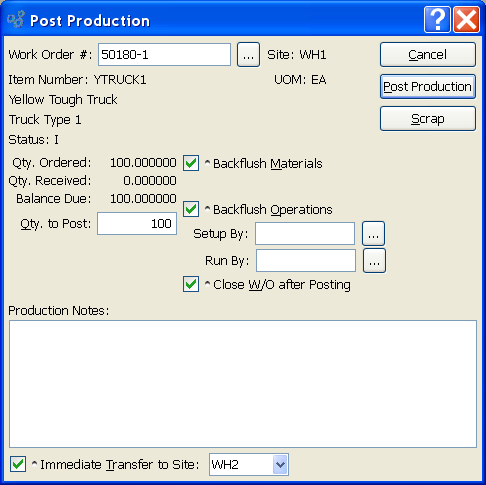 Post Production
Work Order #: 50180-1 ... Site: WH1 Cancel
Item Number: YTRUCK1 UOM: EA Post Production
Yellow Tough Truck
Truck Type 1 Scrap
Status: I
Qty. Ordered: 100.000000 ^ Backflush Materials
Qty. Received: 0.000000
Balance Due: 100.000000
^ Backflush Operations
Qty. to Post: 100
Setup By: ...
Run By: ...
^ Close W/O after Posting
Production Notes:
^ Immediate Transfer to Site: WH2